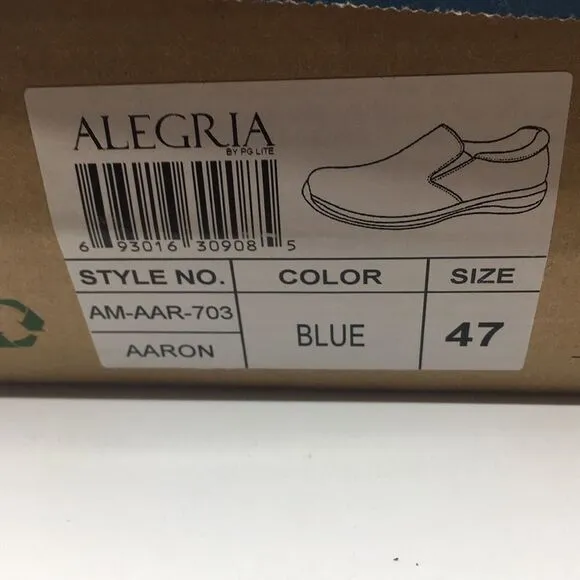 ALEGRIA
BY PG LITE
6 93016 30908 5
STYLE NO. COLOR SIZE
AM-AAR-703 BLUE 47
AARON